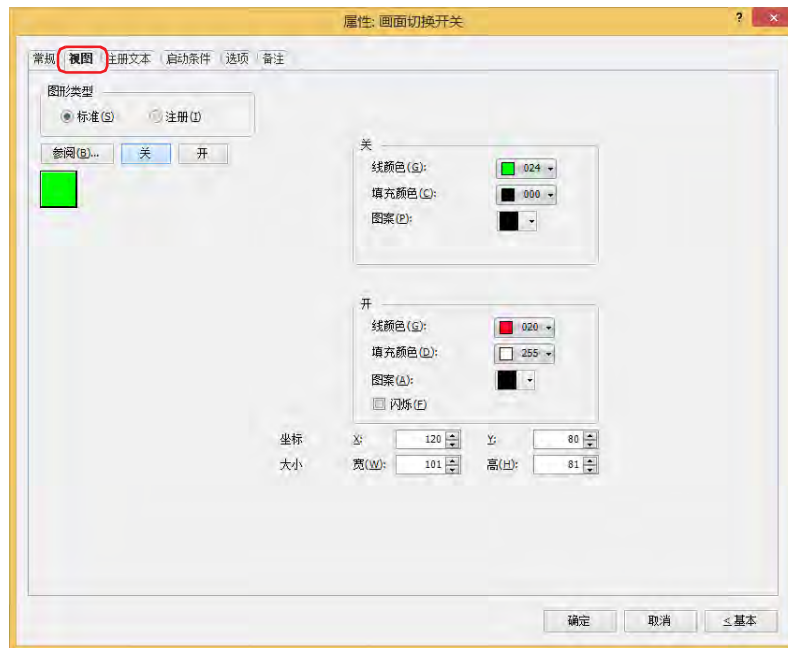 属性: 画面切换开关 ?
常规 视图 注册文本 启动条件 选项 备注
图形类型
标准(S) 注册(I)
参阅(B)... 关 开
关
线颜色(G): 024
填充颜色(C): 000
图案(P):
开
线颜色(G): 020
填充颜色(D): 255
图案(A):
闪烁(F)
坐标 X: 120 Y: 80
大小 宽(W): 101 高(H): 81
确定 取消 <基本